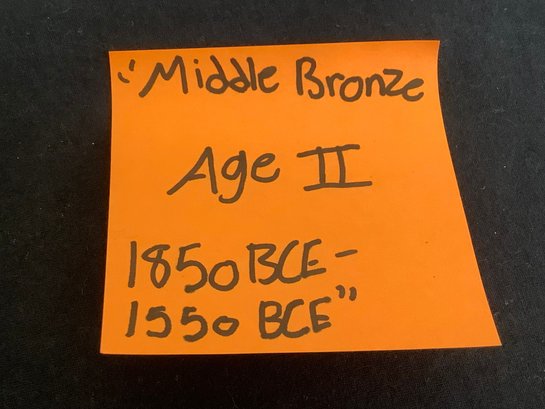 "Middle Bronze
Age II
1850 BCE-
1550 BCE"